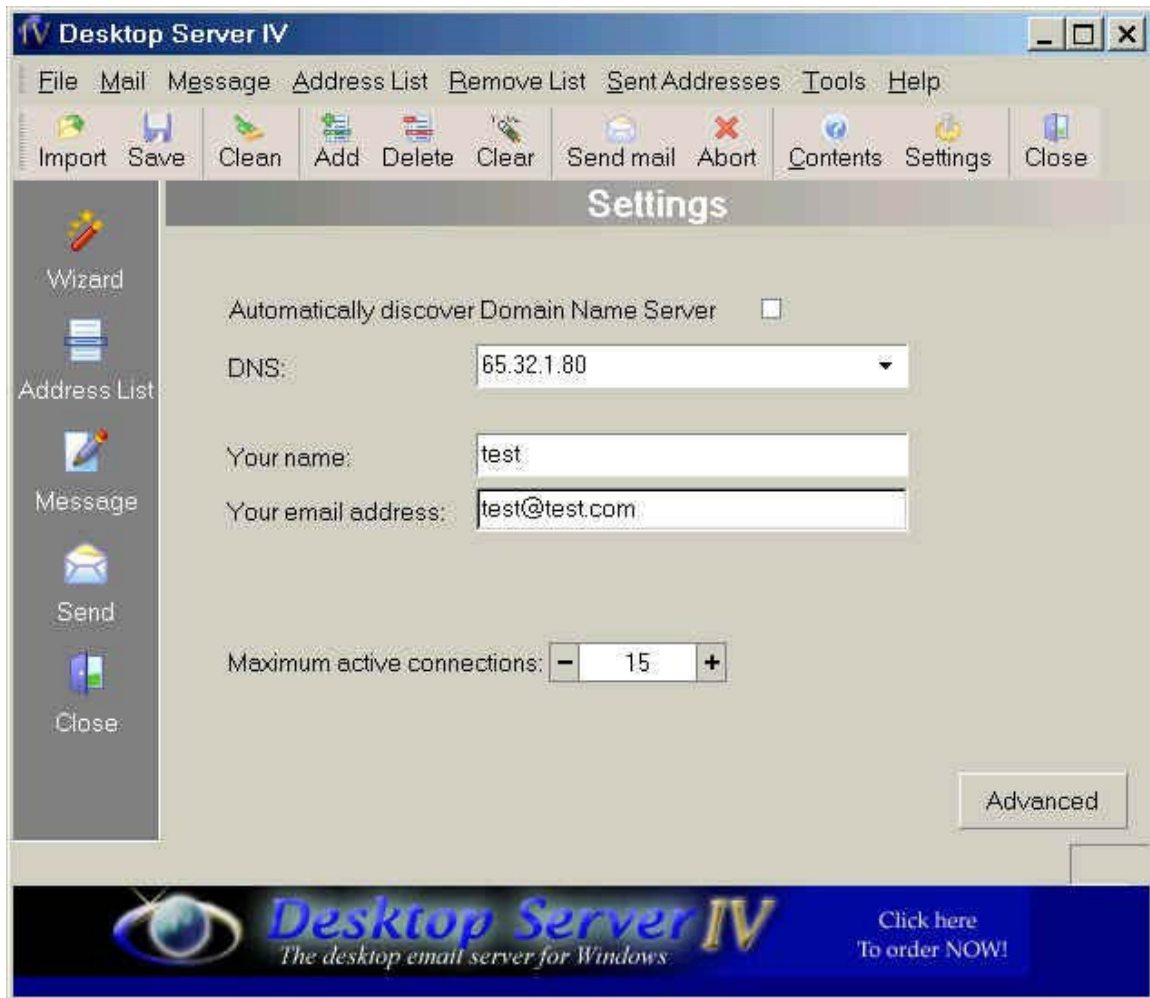 IV Desktop Server IV
File Mail Message Address List Remove List Sent Addresses Tools Help
Import Save Clean Add Delete Clear Send mail Abort Contents Settings Close
Settings
Wizard
Address List
Message
Send
Close
Automatically discover Domain Name Server
DNS: 65.32.1.80
Your name: test
Your email address: test@test.com
Maximum active connections: - 15 +
Advanced
Desktop Server IV
The desktop email server for Windows
Click here
To order NOW!